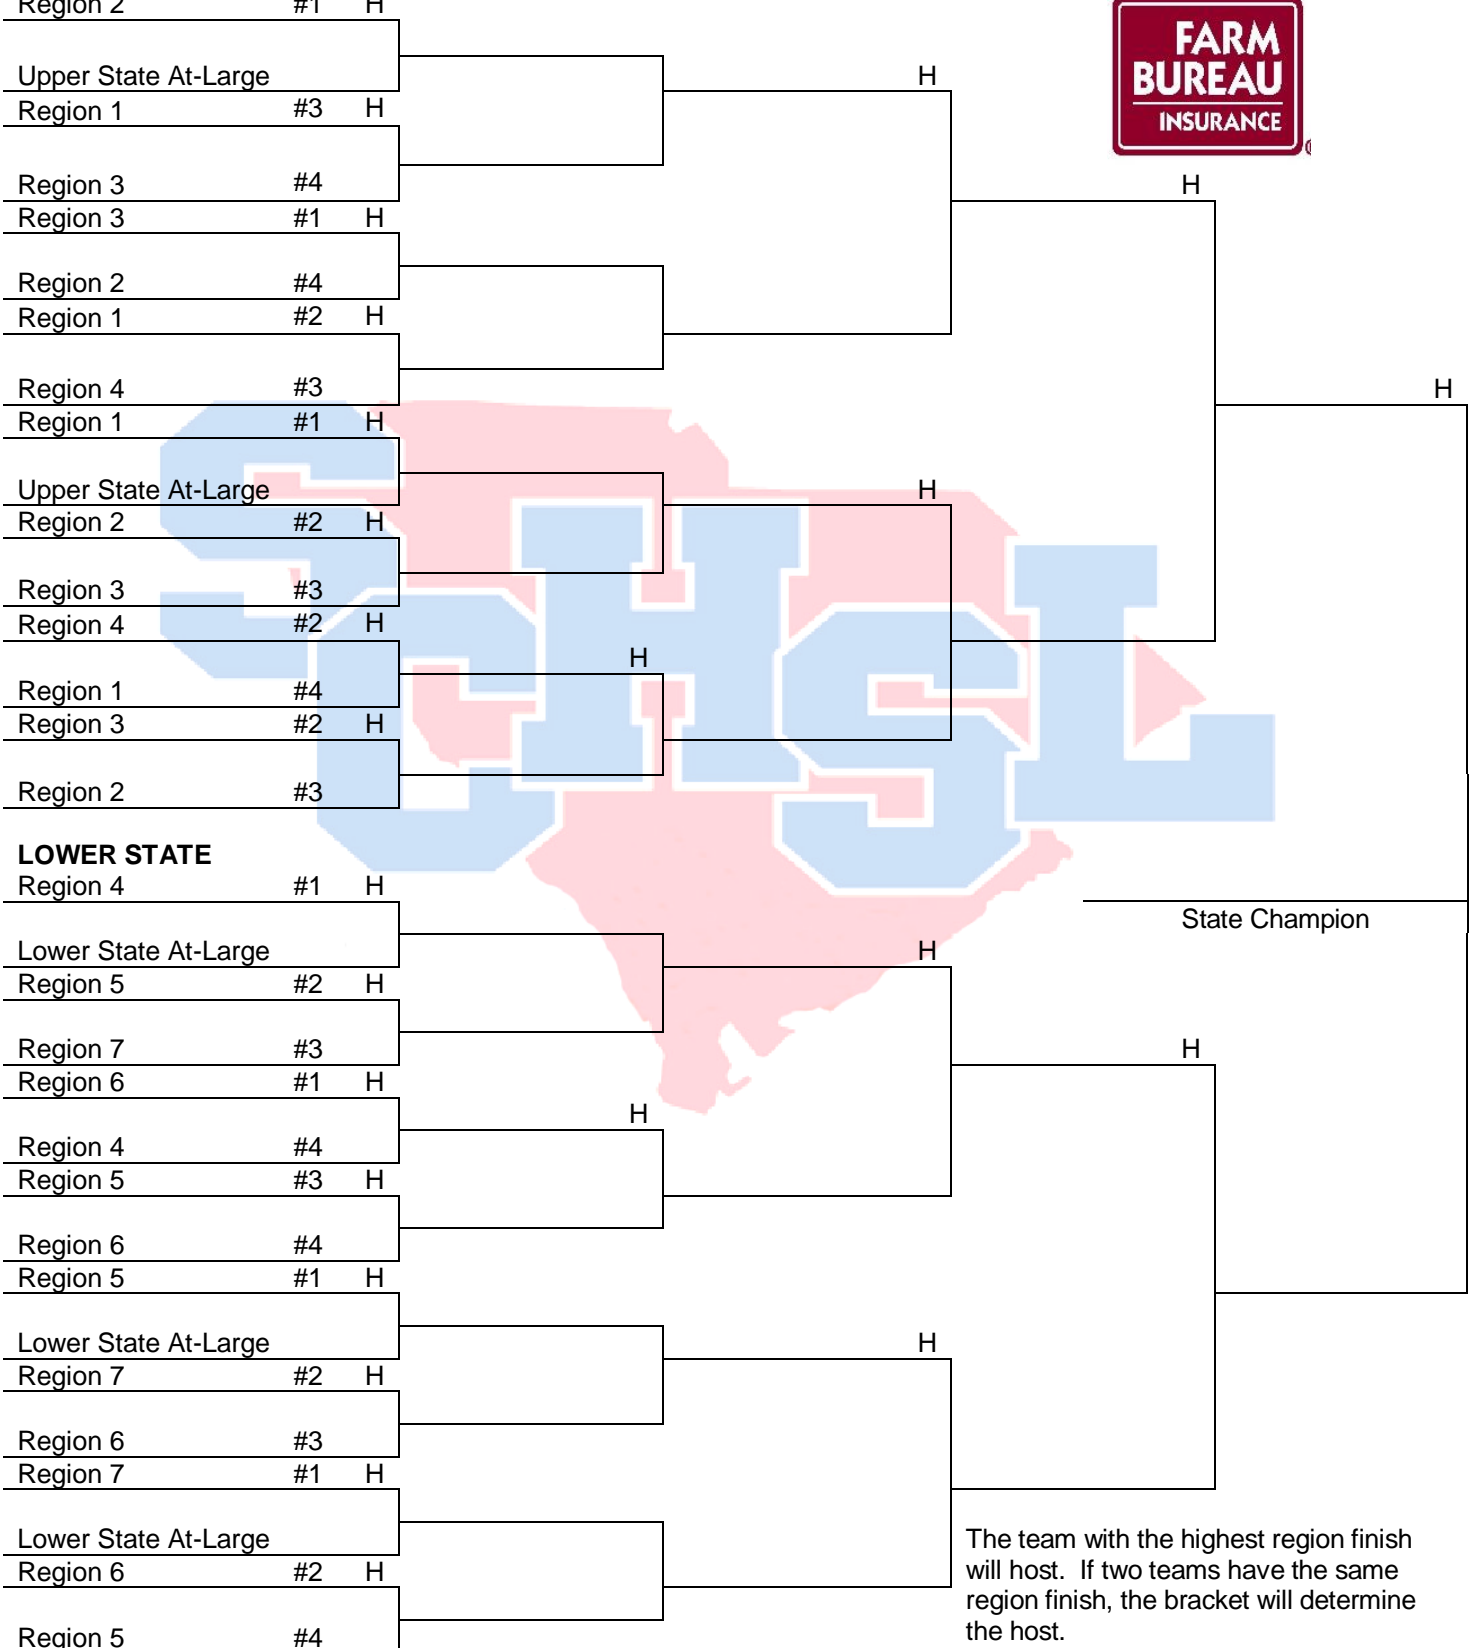 Region 2 #1 H
Upper State At-Large
H
Region 1 #3 H
FARM
BUREAU
INSURANCE
®
Region 3 #4
H
Region 3 #1 H
Region 2 #4
Region 1 #2 H
Region 4 #3
H
Region 1 #1 H
Upper State At-Large
H
Region 2 #2 H
Region 3 #3
Region 4 #2 H
H
Region 1 #4
Region 3 #2 H
Region 2 #3
SCHSL
LOWER STATE
Region 4 #1 H
State Champion
Lower State At-Large
H
Region 5 #2 H
Region 7 #3
H
Region 6 #1 H
H
Region 4 #4
Region 5 #3 H
Region 6 #4
Region 5 #1 H
Lower State At-Large
H
Region 7 #2 H
Region 6 #3
Region 7 #1 H
Lower State At-Large
Region 6 #2 H
Region 5 #4
The team with the highest region finish
will host. If two teams have the same
region finish, the bracket will determine
the host.